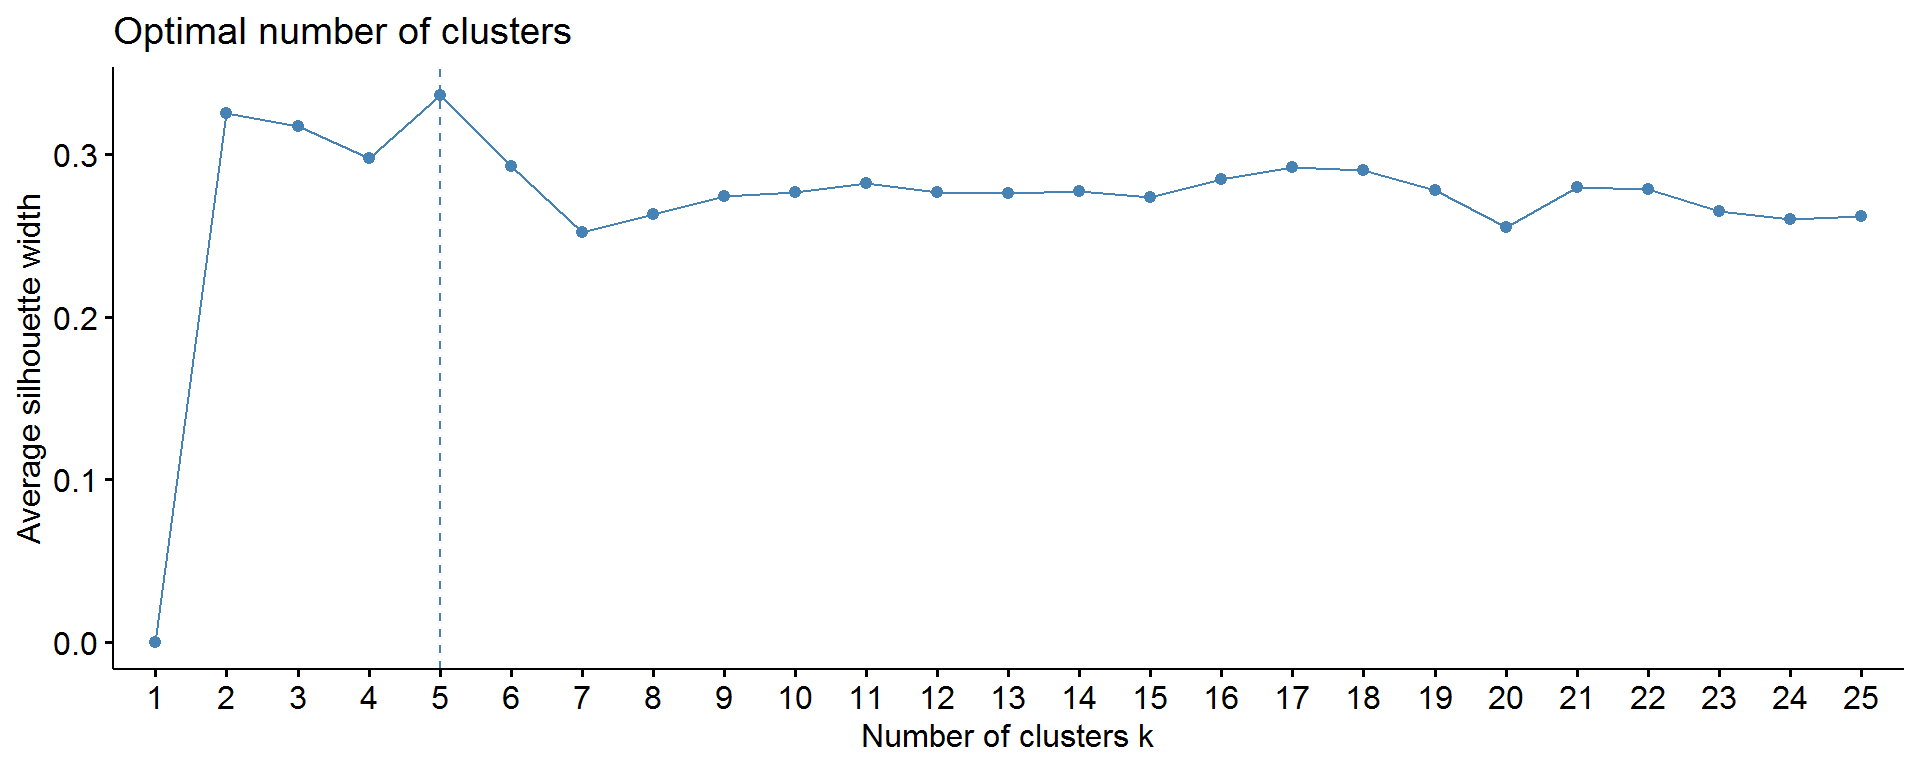 Optimal number of clusters
Average silhouette width
0.3
0.2
0.1
0.0
1 2 3 4 5 6 7 8 9 10 11 12 13 14 15 16 17 18 19 20 21 22 23 24 25
Number of clusters k